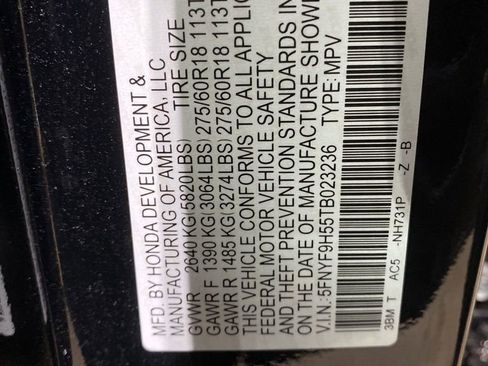 MFD. BY HONDA DEVELOPMENT &
MANUFACTURING OF AMERICA, LLC
TIRE SIZE
GVWR 2640 KG( 5820LBS)
GAWR F 1390 KG(3064LBS) 275/60R18 113T
GAWR R 1485 KG(3274LBS) 275/60R18 113T
THIS VEHICLE CONFORMS TO ALL
FEDERAL MOTOR VEHICLE SAFETY
AND THEFT PREVENTION STANDARDS IN
ON THE DATE OF MANUFACTURE
V.I.N.: 5FNYF9H55TB023236 TYPE: MPV
3BM T AC5 -NH731P -Z -B